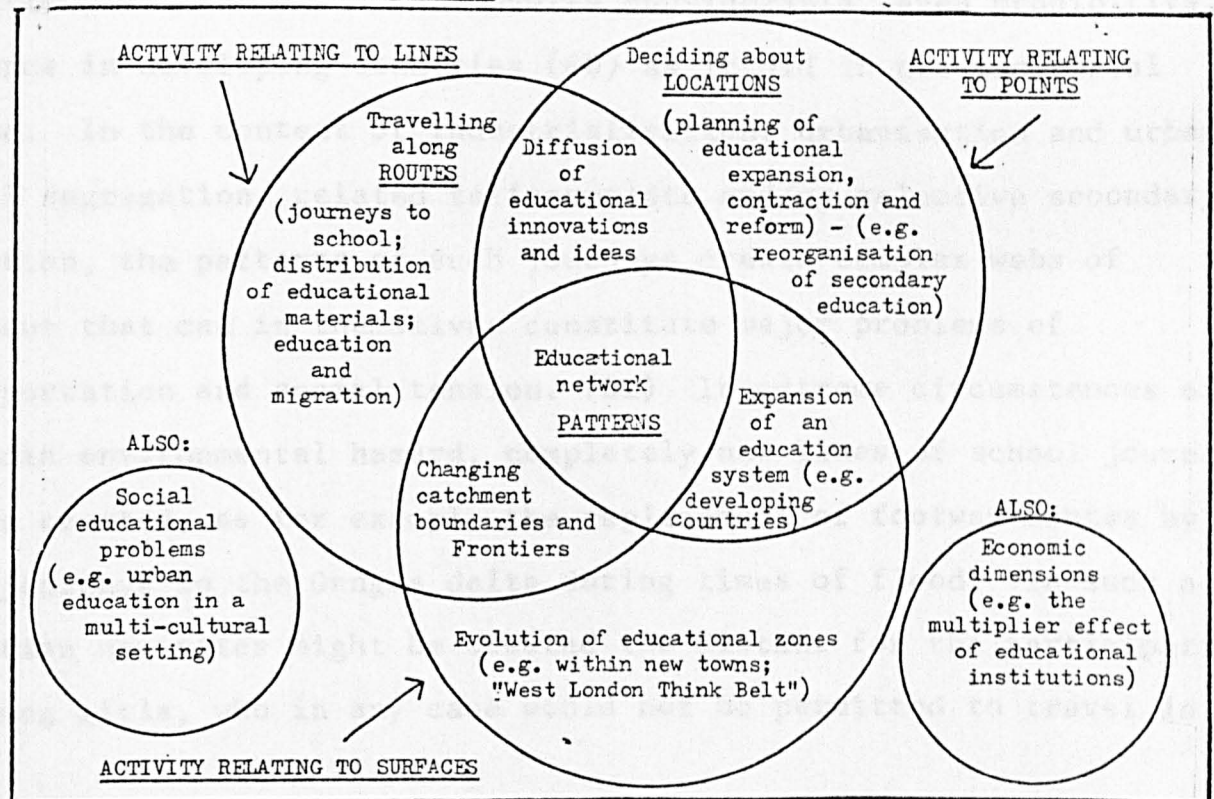 ACTIVITY RELATING TO LINES
Travelling
along
ROUTES
(journeys to
school;
distribution
of educational
materials;
education
and
migration)
Diffusion
of
educational
innovations
and ideas
Deciding about
LOCATIONS
(planning of
educational
expansion,
contraction and
reform) - (e.g.
reorganisation
of secondary
education)
ACTIVITY RELATING
TO POINTS
Educational
network
PATTERNS
Expansion
of an
education
system (e.g.
developing
countries)
Changing
catchment
boundaries and
Frontiers
ALSO:
Social
educational
problems
(e.g. urban
education in a
multi-cultural
setting)
ALSO:
Economic
dimensions
(e.g. the
multiplier effect
of educational
institutions)
Evolution of educational zones
(e.g. within new towns;
"West London Think Belt")
ACTIVITY RELATING TO SURFACES